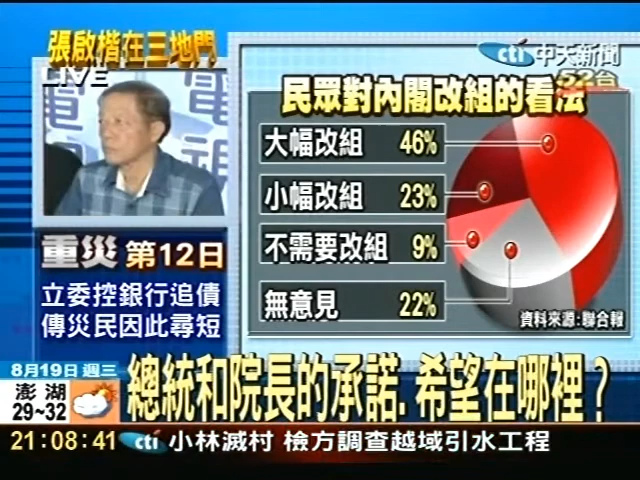 張啟楷在三地門
LIVE
cti 中天新聞
52台
民眾對內閣改組的看法
大幅改組 46%
小幅改組 23%
不需要改組 9%
無意見 22%
資料來源:聯合報
電
電視
重災 第12日
立委控銀行追債
傳災民因此尋短
8月19日 週三
澎湖
29~32
總統和院長的承諾.希望在哪裡?
21:08:41 cti 小林滅村 檢方調查越域引水工程